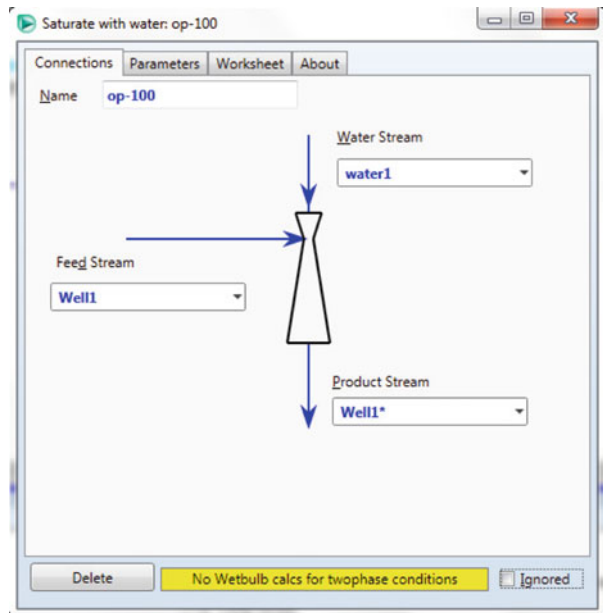 Saturate with water: op-100
Connections Parameters Worksheet About
Name op-100
Water Stream
water1
Feed Stream
Well1
Product Stream
Well1*
Delete No Wetbulb calcs for twophase conditions Ignored